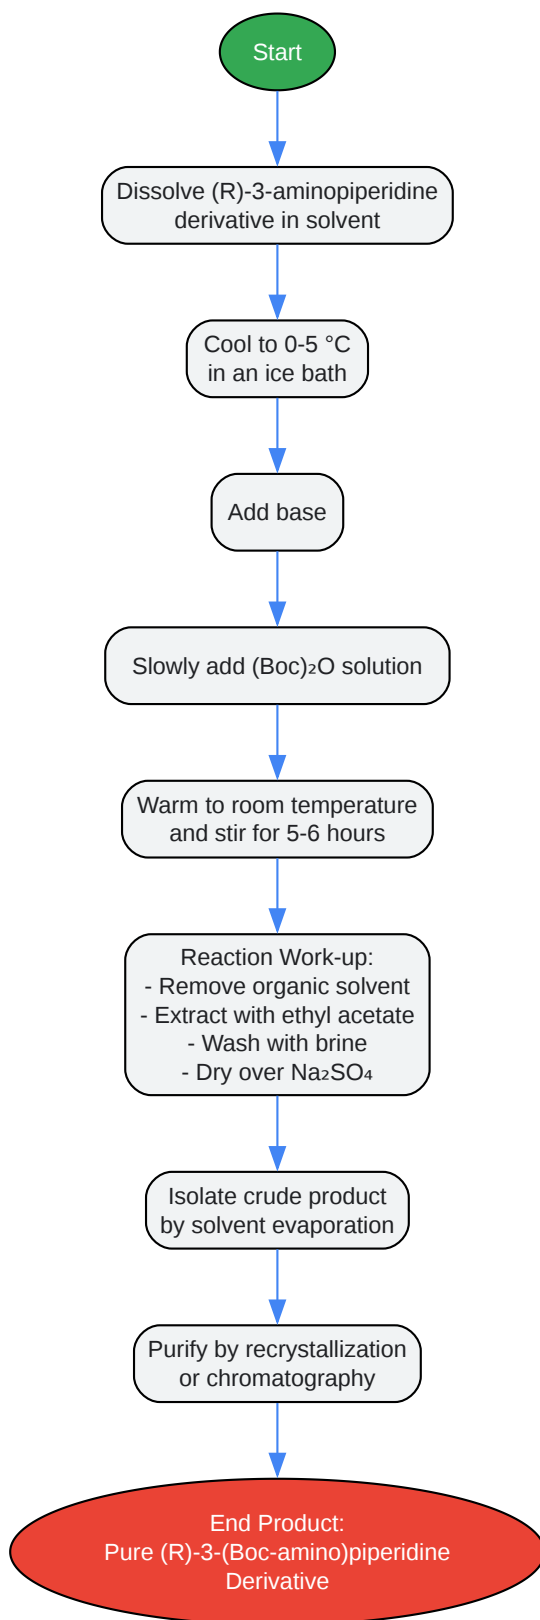 Start
Dissolve (R)-3-aminopiperidine
derivative in solvent
Cool to 0-5 °C
in an ice bath
Add base
Slowly add (Boc)₂O solution
Warm to room temperature
and stir for 5-6 hours
Reaction Work-up:
- Remove organic solvent
- Extract with ethyl acetate
- Wash with brine
- Dry over Na₂SO₄
Isolate crude product
by solvent evaporation
Purify by recrystallization
or chromatography
End Product:
Pure (R)-3-(Boc-amino)piperidine
Derivative